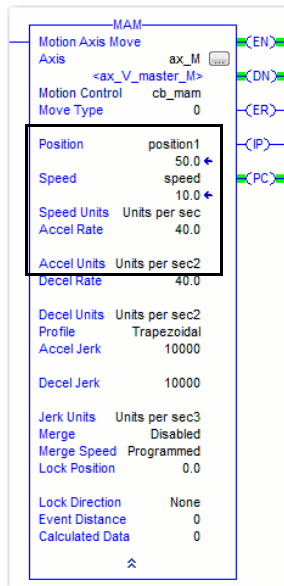 MAM
Motion Axis Move
Axis ax_M ...
<ax_V_master_M>
Motion Control cb_mam
Move Type 0
Position position1
50.0
Speed speed
10.0
Speed Units Units per sec
Accel Rate 40.0
Accel Units Units per sec2
Decel Rate 40.0
Decel Units Units per sec2
Profile Trapezoidal
Accel Jerk 10000
Decel Jerk 10000
Jerk Units Units per sec3
Merge Disabled
Merge Speed Programmed
Lock Position 0.0
Lock Direction None
Event Distance 0
Calculated Data 0
EN
DN
ER
IP
PC